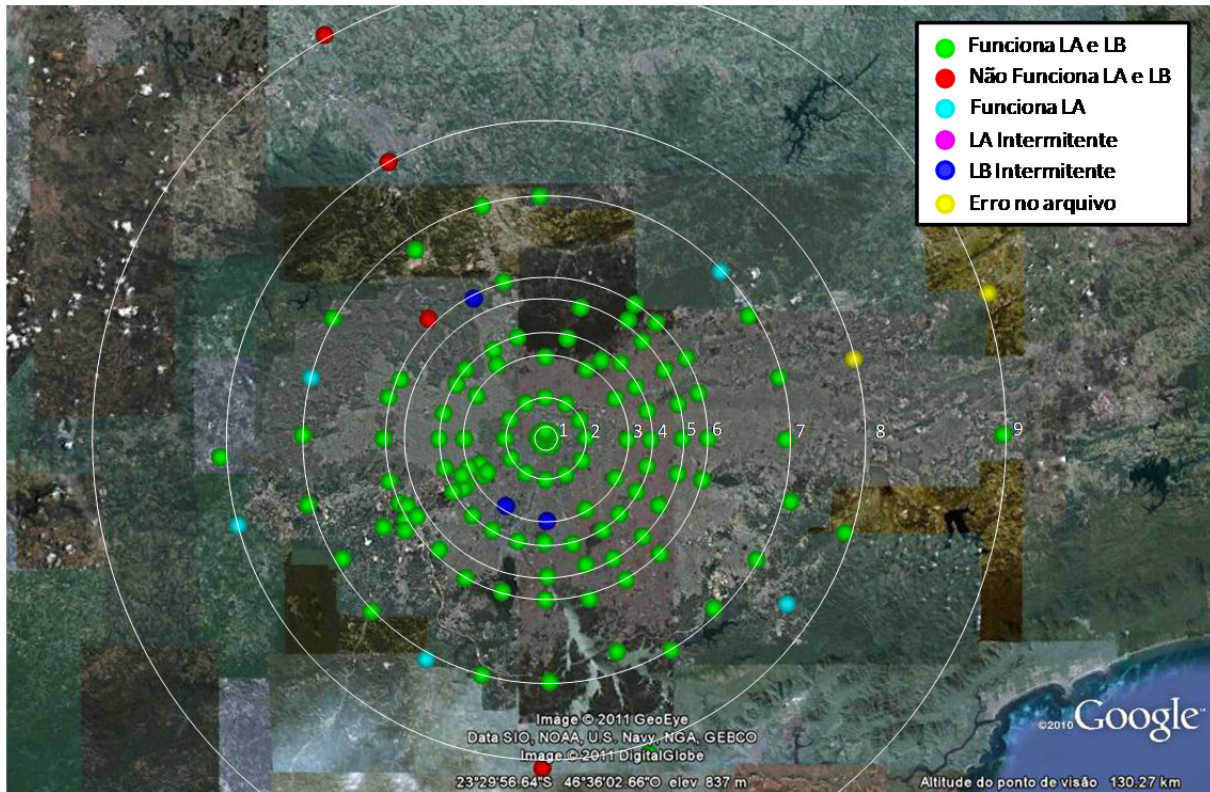 Funciona LA e LB
Não Funciona LA e LB
Funciona LA
LA Intermitente
LB Intermitente
Erro no arquivo
1 2 3 4 5 6 7 8 9
Image © 2011 GeoEye
Data SIO, NOAA, U.S. Navy, NGA, GEBCO
Image © 2011 DigitalGlobe
©2010 Google™
23°29'56.64"S 46°36'02.66"O elev 837 m
Altitude do ponto de visão 130.27 km